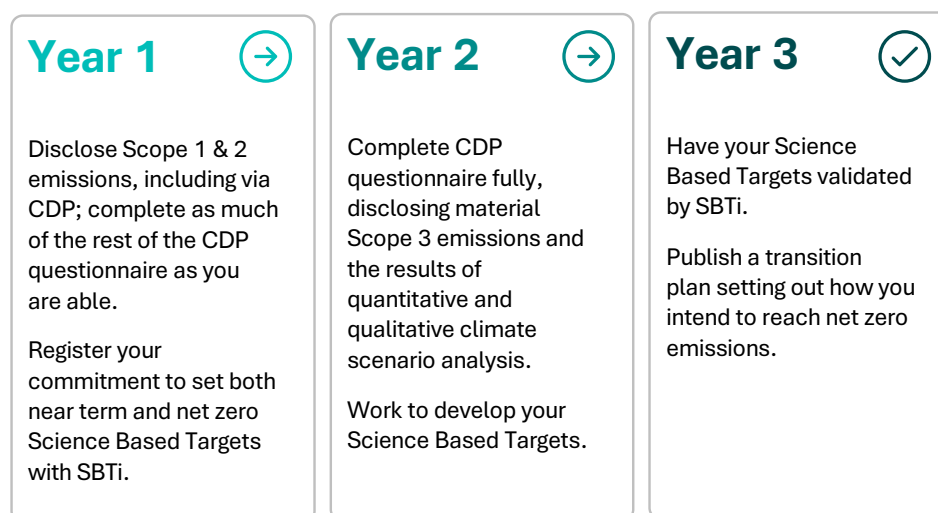 Year 1
Disclose Scope 1 & 2
emissions, including via
CDP; complete as much
of the rest of the CDP
questionnaire as you
are able.
Register your
commitment to set both
near term and net zero
Science Based Targets
with SBTi.
Year 2
Complete CDP
questionnaire fully,
disclosing material
Scope 3 emissions and
the results of
quantitative and
qualitative climate
scenario analysis.
Work to develop your
Science Based Targets.
Year 3
Have your Science
Based Targets validated
by SBTi.
Publish a transition
plan setting out how you
intend to reach net zero
emissions.